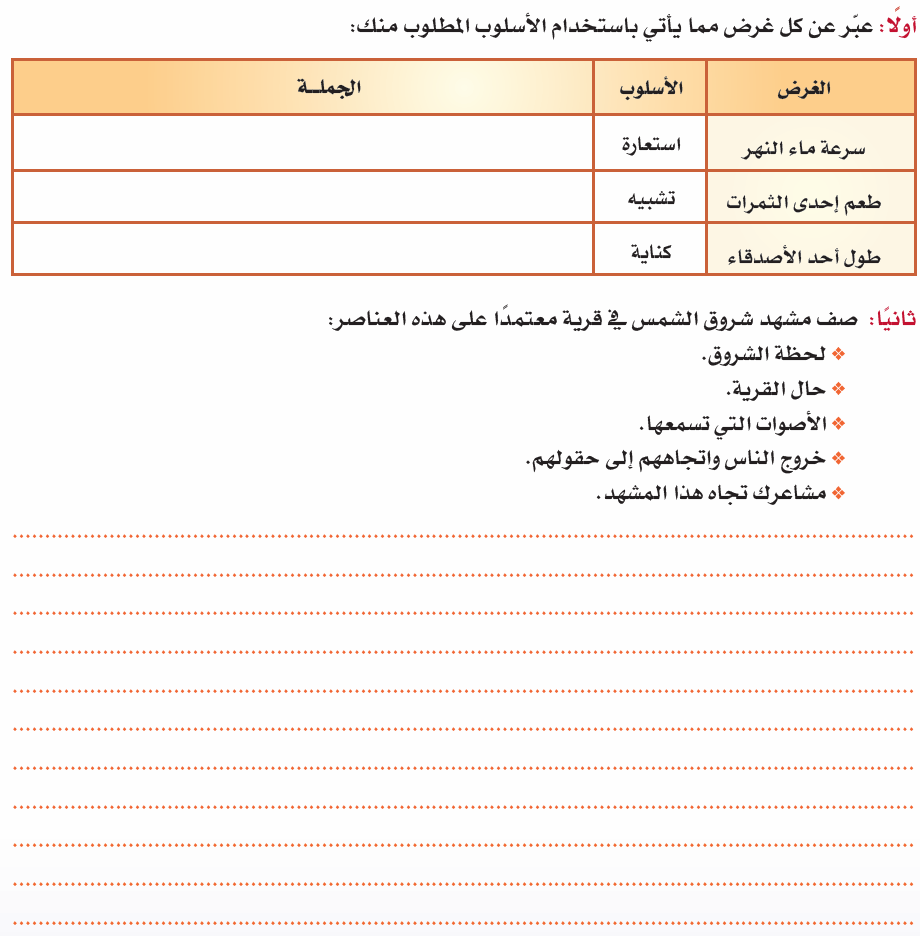 أولًا: عبّر عن كل غرض مما يأتي باستخدام الأسلوب المطلوب منك:
الغرض الأسلوب الجملــة
سرعة ماء النهر استعارة
طعم إحدى الثمرات تشبيه
طول أحد الأصدقاء كناية
ثانيًا: صف مشهد شروق الشمس في قرية معتمدًا على هذه العناصر:
❖ لحظة الشروق.
❖ حال القرية.
❖ الأصوات التي تسمعها.
❖ خروج الناس واتجاههم إلى حقولهم.
❖ مشاعرك تجاه هذا المشهد.